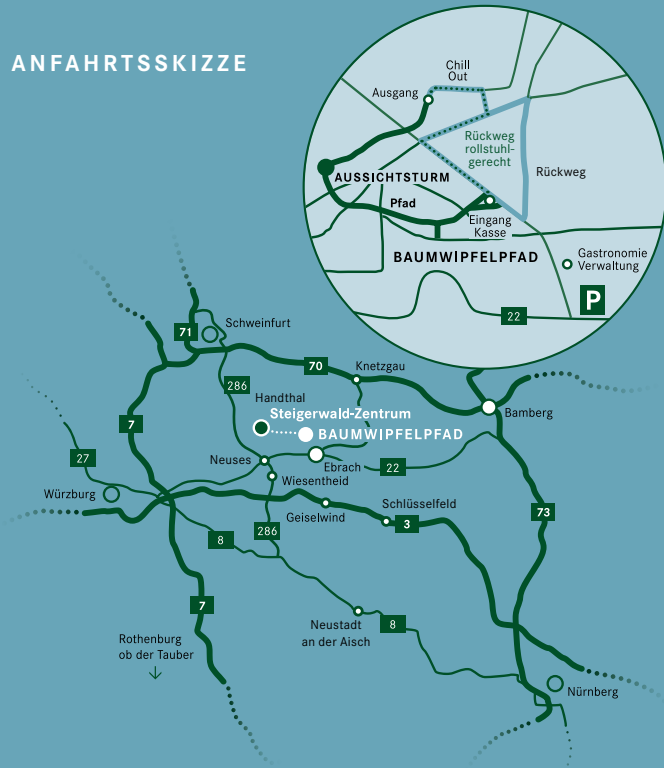 ANFAHRTSSKIZZE
Chill
Out
Ausgang
Rückweg
rollstuhl-
gerecht
Rückweg
AUSSICHTSTURM
Pfad
Eingang
Kasse
BAUMWIPFELPFAD
Gastronomie
Verwaltung
P
22
71
Schweinfurt
70
Knetzgau
286
Handthal
Steigerwald-Zentrum
BAUMWIPFELPFAD
Bamberg
7
27
Neuses
Ebrach
22
Wiesentheid
Würzburg
Geiselwind
Schlüsselfeld
3
73
8
286
7
Neustadt
an der Aisch
8
Rothenburg
ob der Tauber
Nürnberg